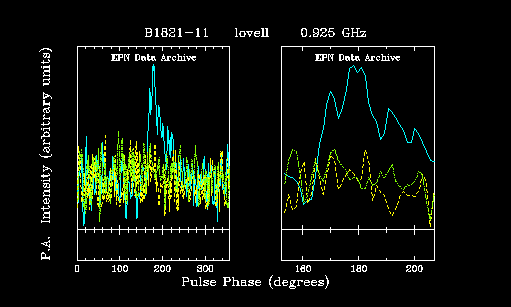 B1821-11 lovell 0.925 GHz
EPN Data Archive EPN Data Archive
P.A. Intensity (arbitrary units)
0 100 200 300 160 180 200
Pulse Phase (degrees)